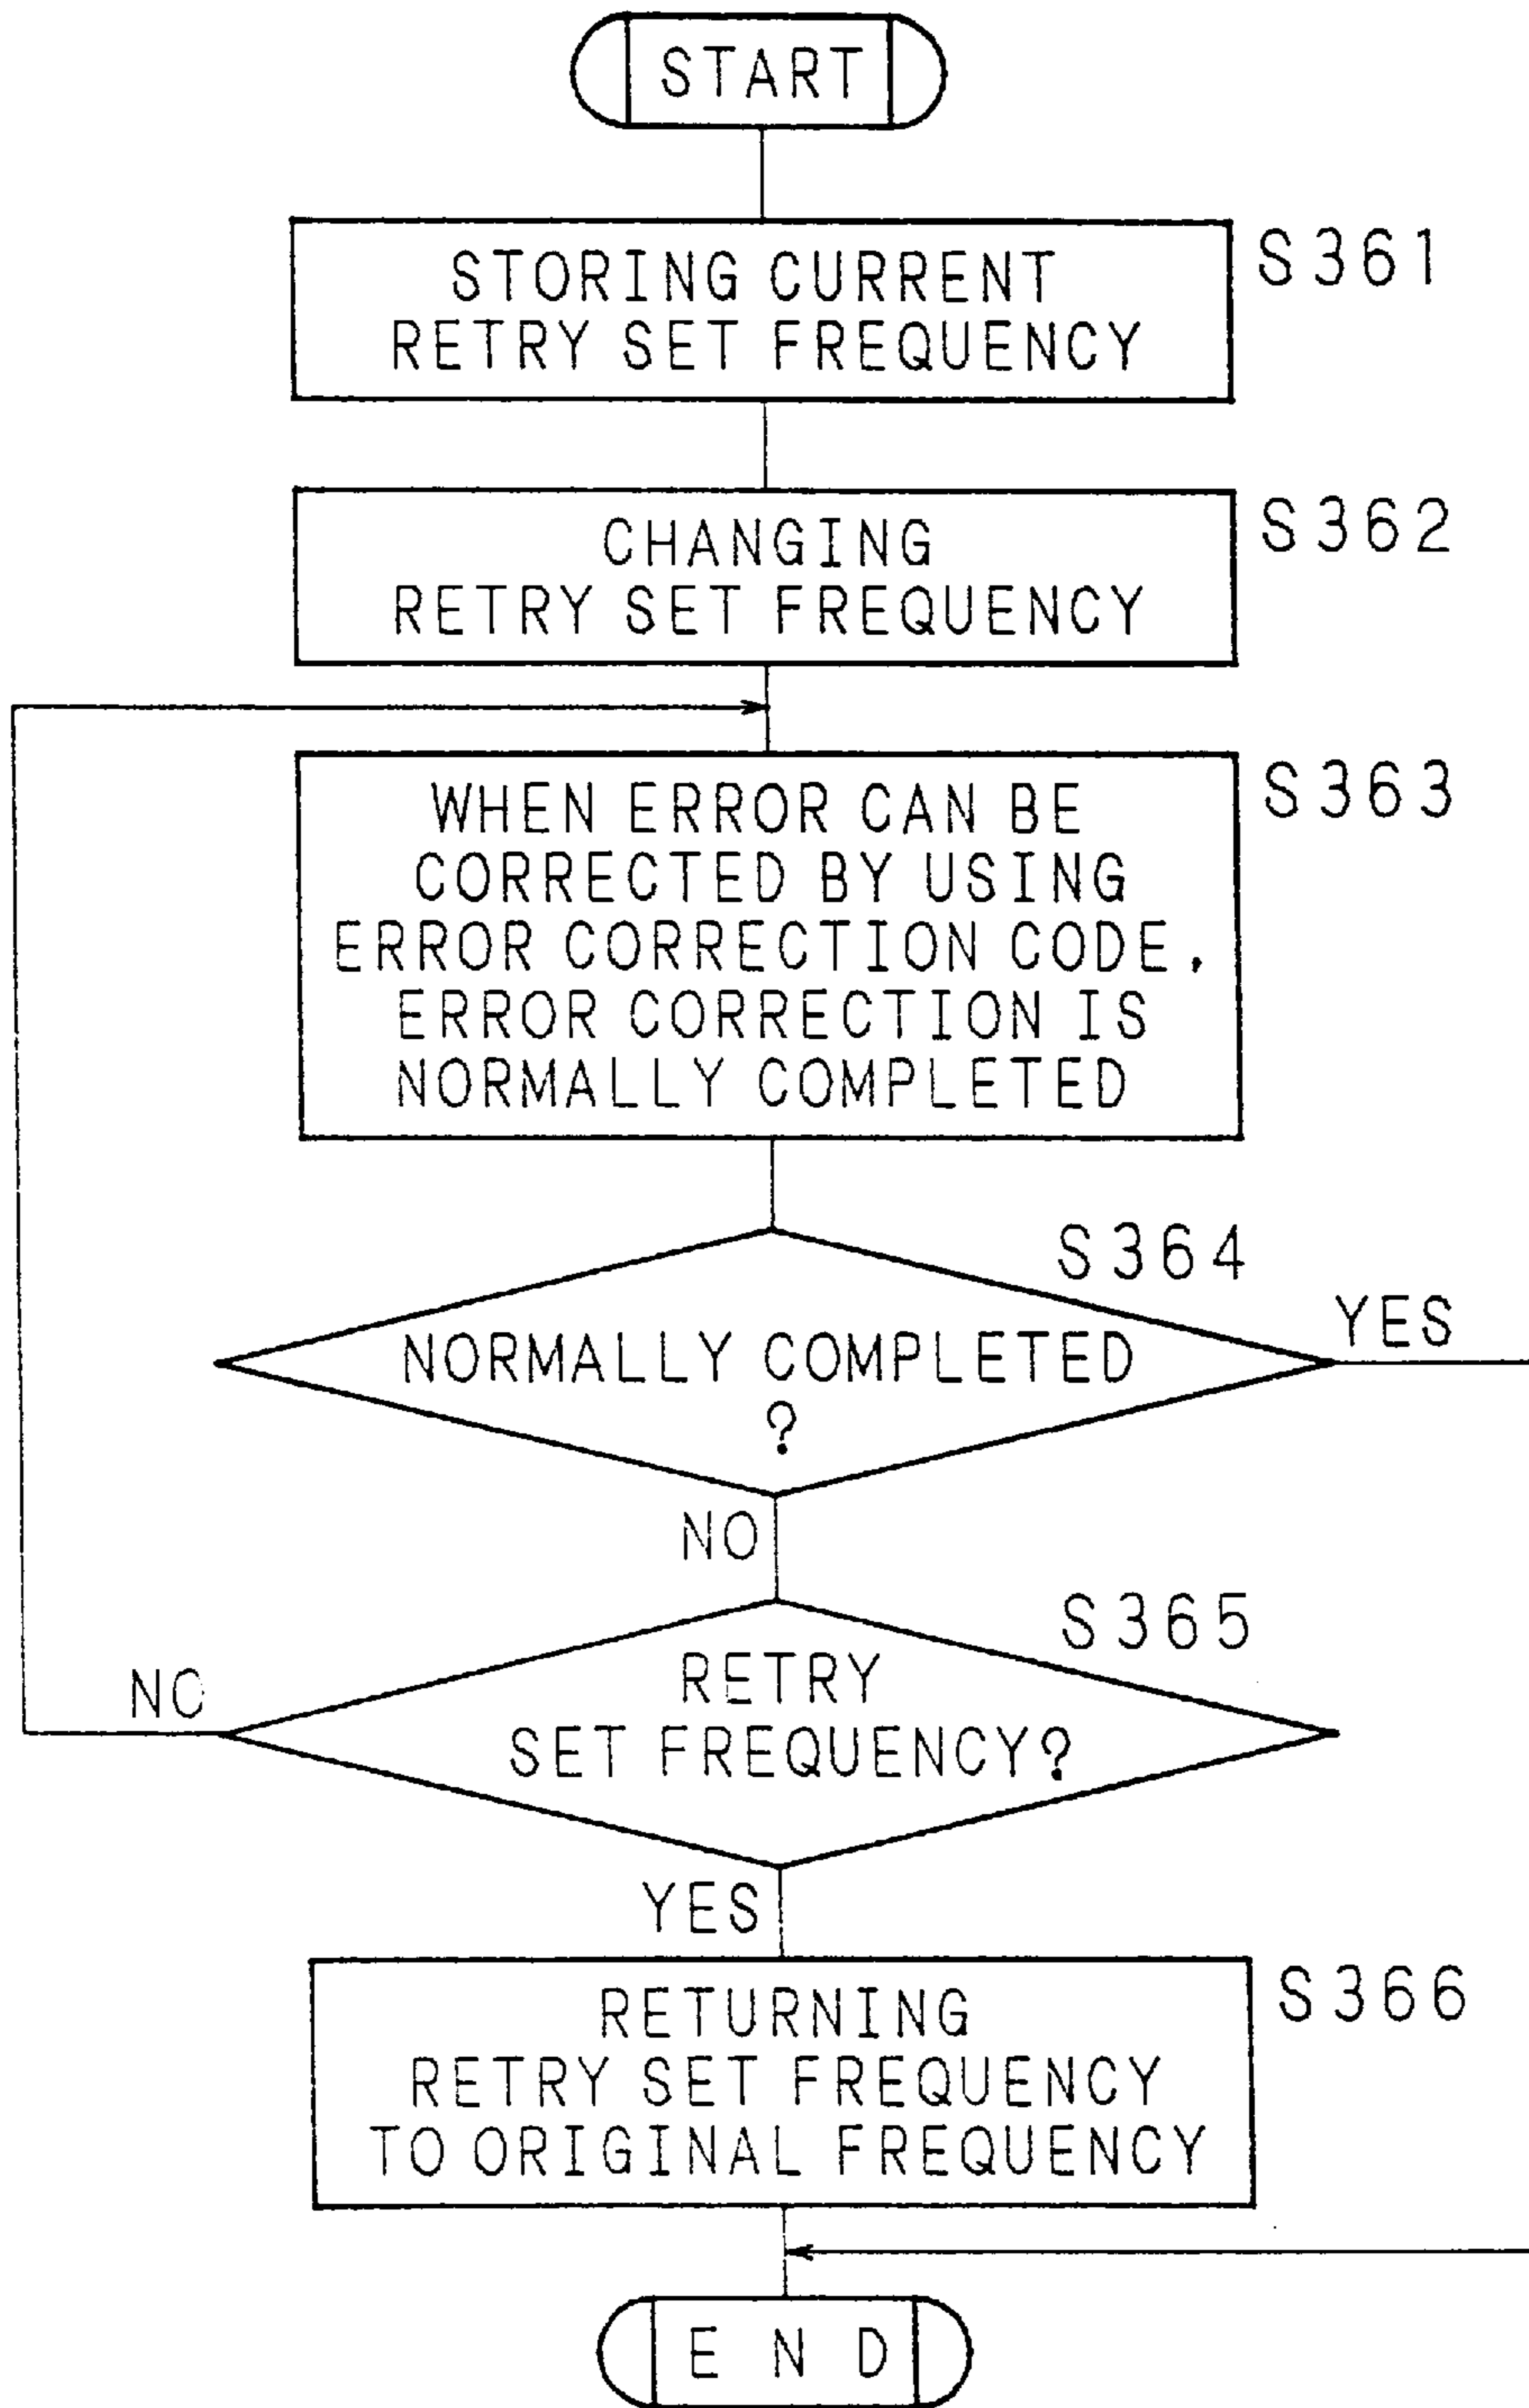 START
STORING CURRENT
RETRY SET FREQUENCY
S361
CHANGING
RETRY SET FREQUENCY
S362
WHEN ERROR CAN BE
CORRECTED BY USING
ERROR CORRECTION CODE,
ERROR CORRECTION IS
NORMALLY COMPLETED
S363
S364
NORMALLY COMPLETED
?
YES
NO
S365
RETRY
SET FREQUENCY?
NO
YES
RETURNING
RETRY SET FREQUENCY
TO ORIGINAL FREQUENCY
S366
END